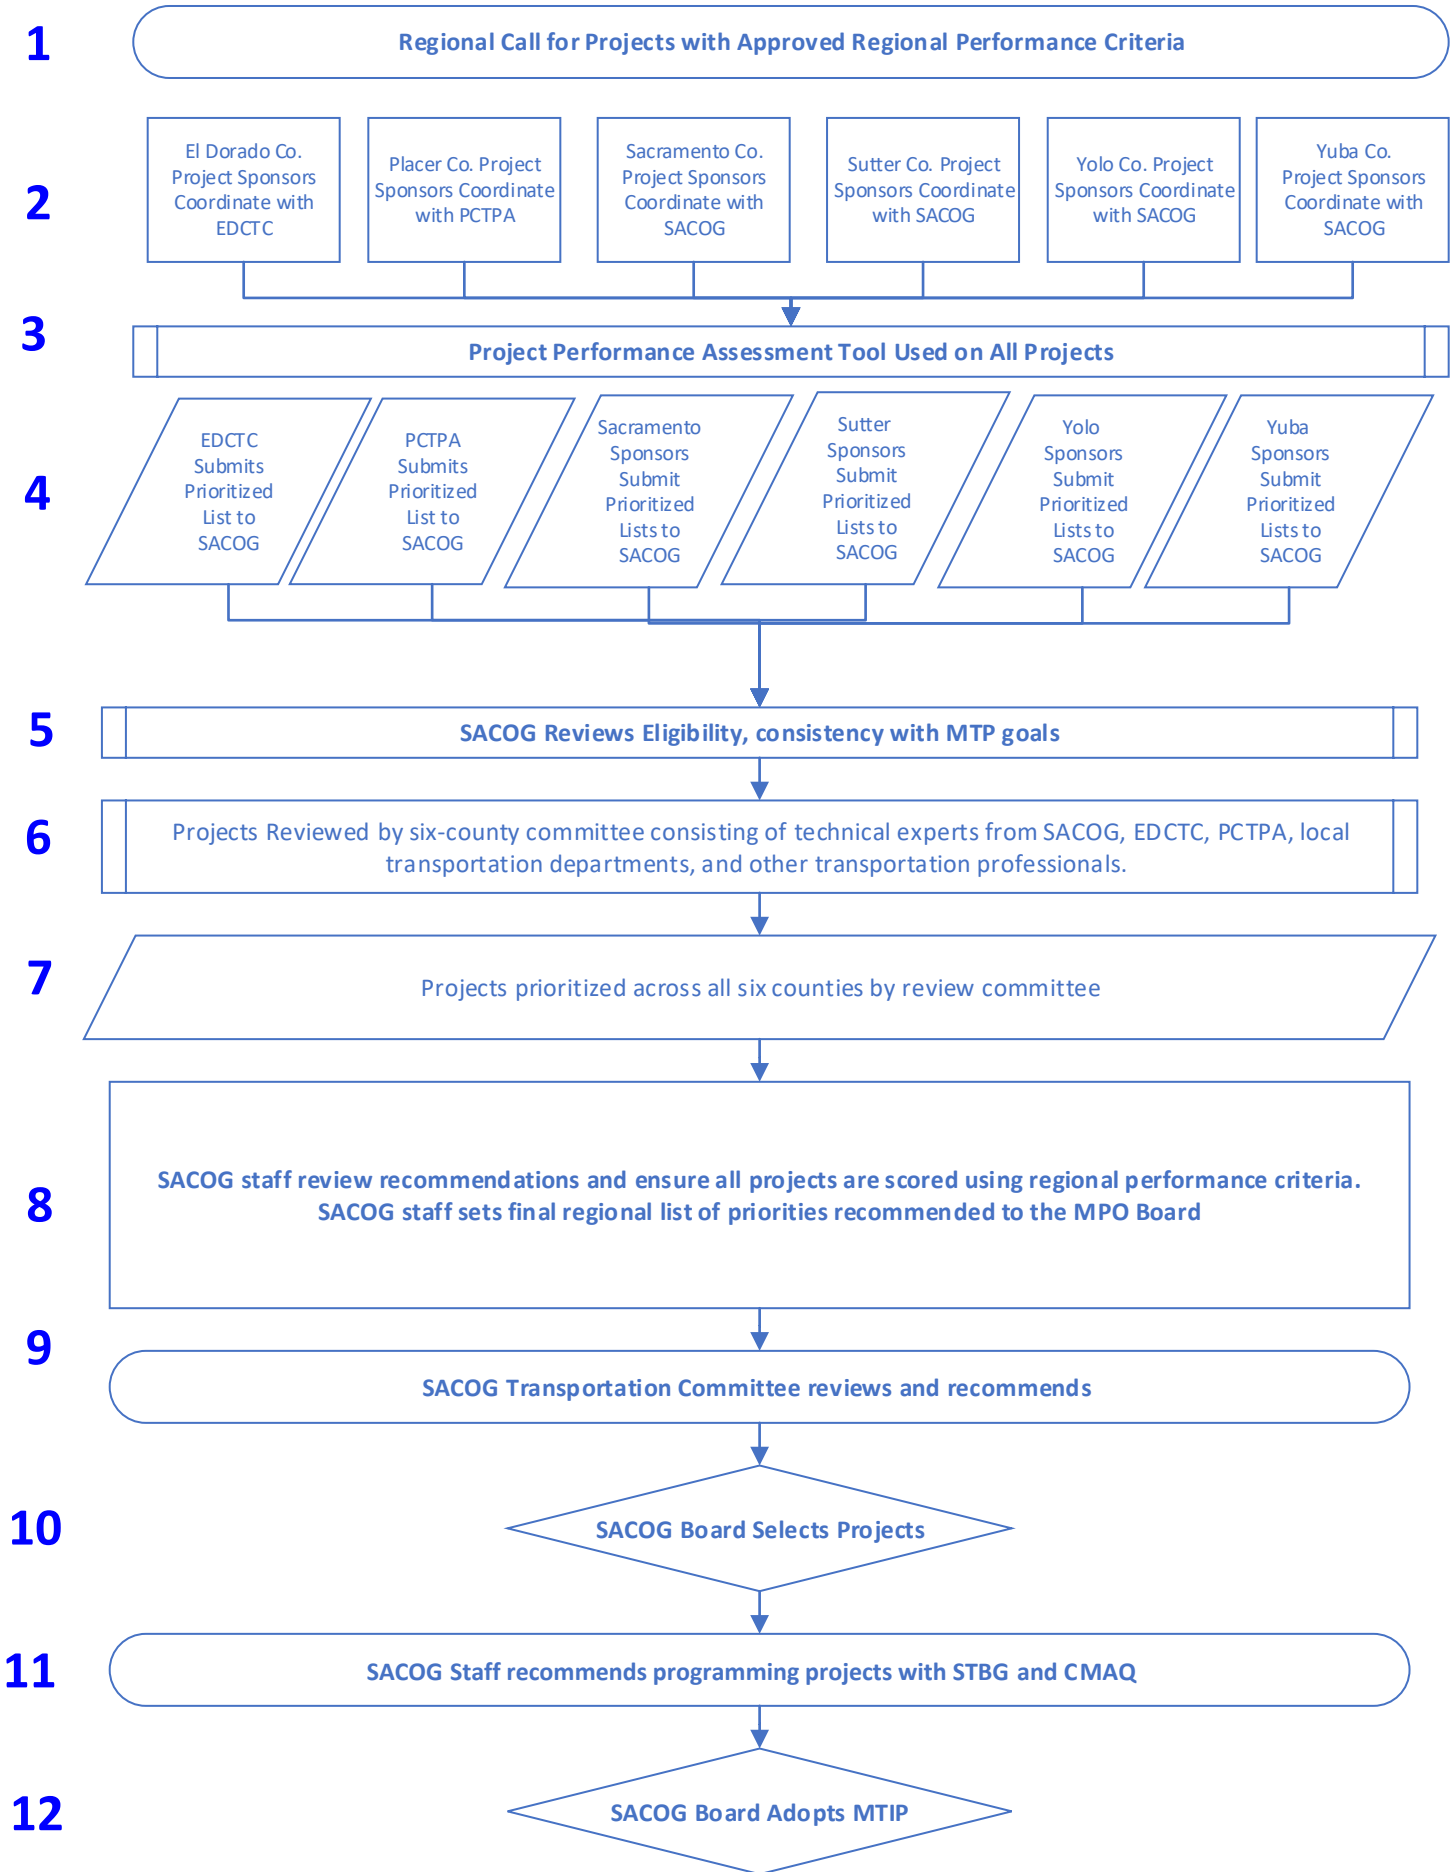 1
Regional Call for Projects with Approved Regional Performance Criteria
2
El Dorado Co.
Project Sponsors
Coordinate with
EDCTC
Placer Co. Project
Sponsors Coordinate
with PCTPA
Sacramento Co.
Project Sponsors
Coordinate with
SACOG
Sutter Co. Project
Sponsors Coordinate
with SACOG
Yolo Co. Project
Sponsors Coordinate
with SACOG
Yuba Co.
Project Sponsors
Coordinate with
SACOG
3
Project Performance Assessment Tool Used on All Projects
4
EDCTC
Submits
Prioritized
List to
SACOG
PCTPA
Submits
Prioritized
List to
SACOG
Sacramento
Sponsors
Submit
Prioritized
Lists to
SACOG
Sutter
Sponsors
Submit
Prioritized
Lists to
SACOG
Yolo
Sponsors
Submit
Prioritized
Lists to
SACOG
Yuba
Sponsors
Submit
Prioritized
Lists to
SACOG
5
SACOG Reviews Eligibility, consistency with MTP goals
6
Projects Reviewed by six-county committee consisting of technical experts from SACOG, EDCTC, PCTPA, local
transportation departments, and other transportation professionals.
7
Projects prioritized across all six counties by review committee
8
SACOG staff review recommendations and ensure all projects are scored using regional performance criteria.
SACOG staff sets final regional list of priorities recommended to the MPO Board
9
SACOG Transportation Committee reviews and recommends
10
SACOG Board Selects Projects
11
SACOG Staff recommends programming projects with STBG and CMAQ
12
SACOG Board Adopts MTIP